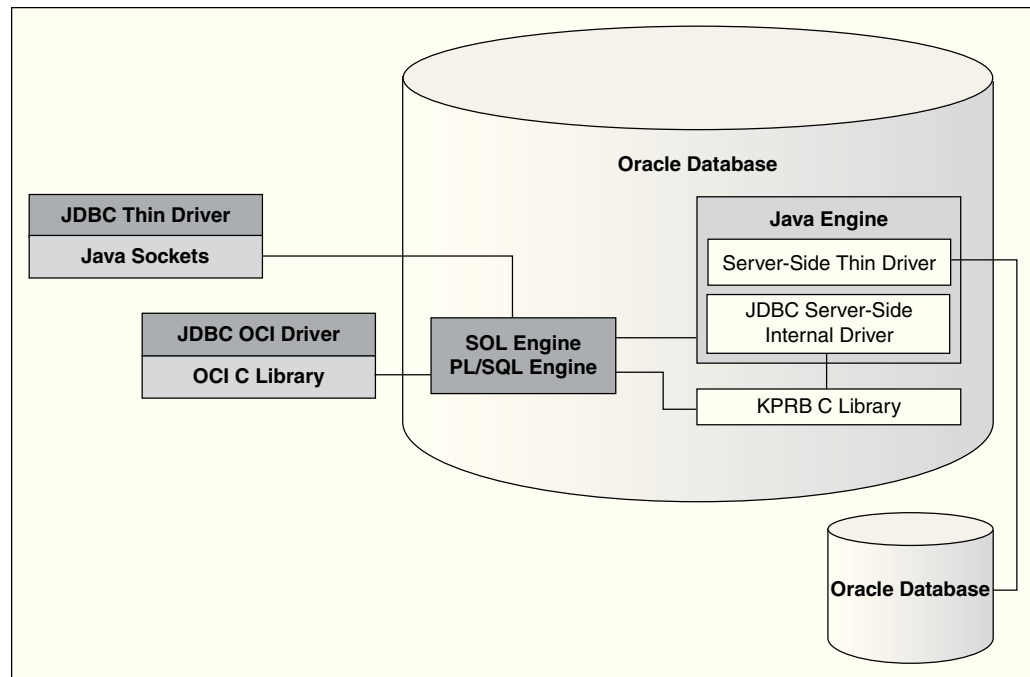 Oracle Database
JDBC Thin Driver
Java Sockets
JDBC OCI Driver
OCI C Library
SOL Engine
PL/SQL Engine
Java Engine
Server-Side Thin Driver
JDBC Server-Side
Internal Driver
KPRB C Library
Oracle Database